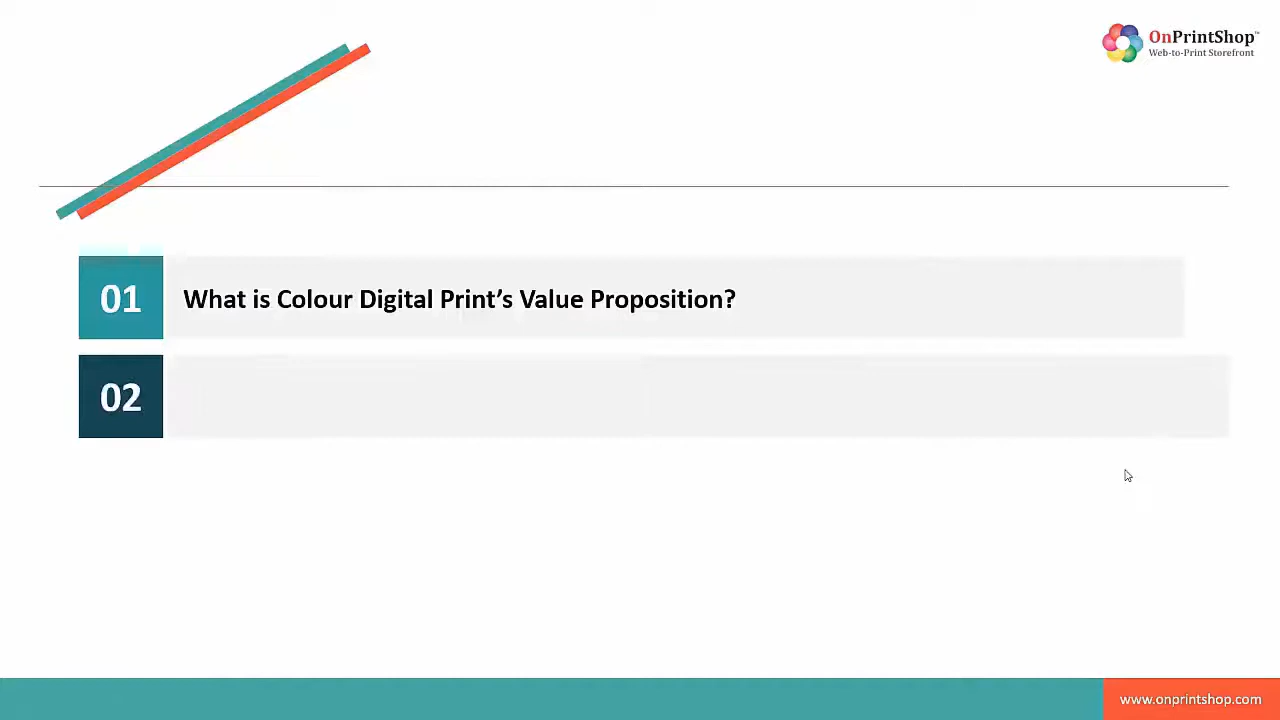 OnPrintShop™
Web-to-Print Storefront
01
What is Colour Digital Print’s Value Proposition?
02
www.onprintshop.com